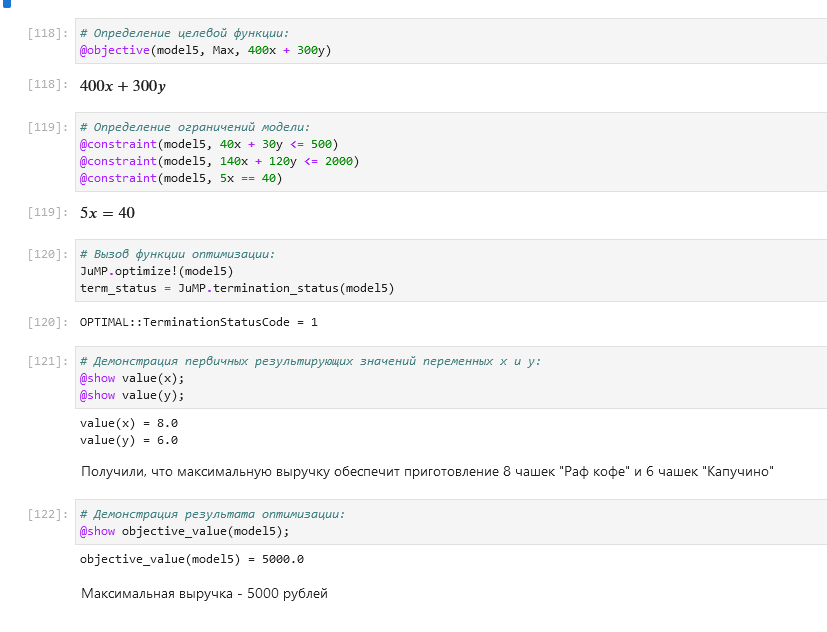 [118]: # Определение целевой функции:
@objective(model5, Max, 400x + 300y)
[118]: 400x + 300y
[119]: # Определение ограничений модели:
@constraint(model5, 40x + 30y <= 500)
@constraint(model5, 140x + 120y <= 2000)
@constraint(model5, 5x == 40)
[119]: 5x = 40
[120]: # Вызов функции оптимизации:
JuMP.optimize!(model5)
term_status = JuMP.termination_status(model5)
[120]: OPTIMAL::TerminationStatusCode = 1
[121]: # Демонстрация первичных результирующих значений переменных x и y:
@show value(x);
@show value(y);
value(x) = 8.0
value(y) = 6.0
Получили, что максимальную выручку обеспечит приготовление 8 чашек "Раф кофе" и 6 чашек "Капучино"
[122]: # Демонстрация результата оптимизации:
@show objective_value(model5);
objective_value(model5) = 5000.0
Максимальная выручка - 5000 рублей